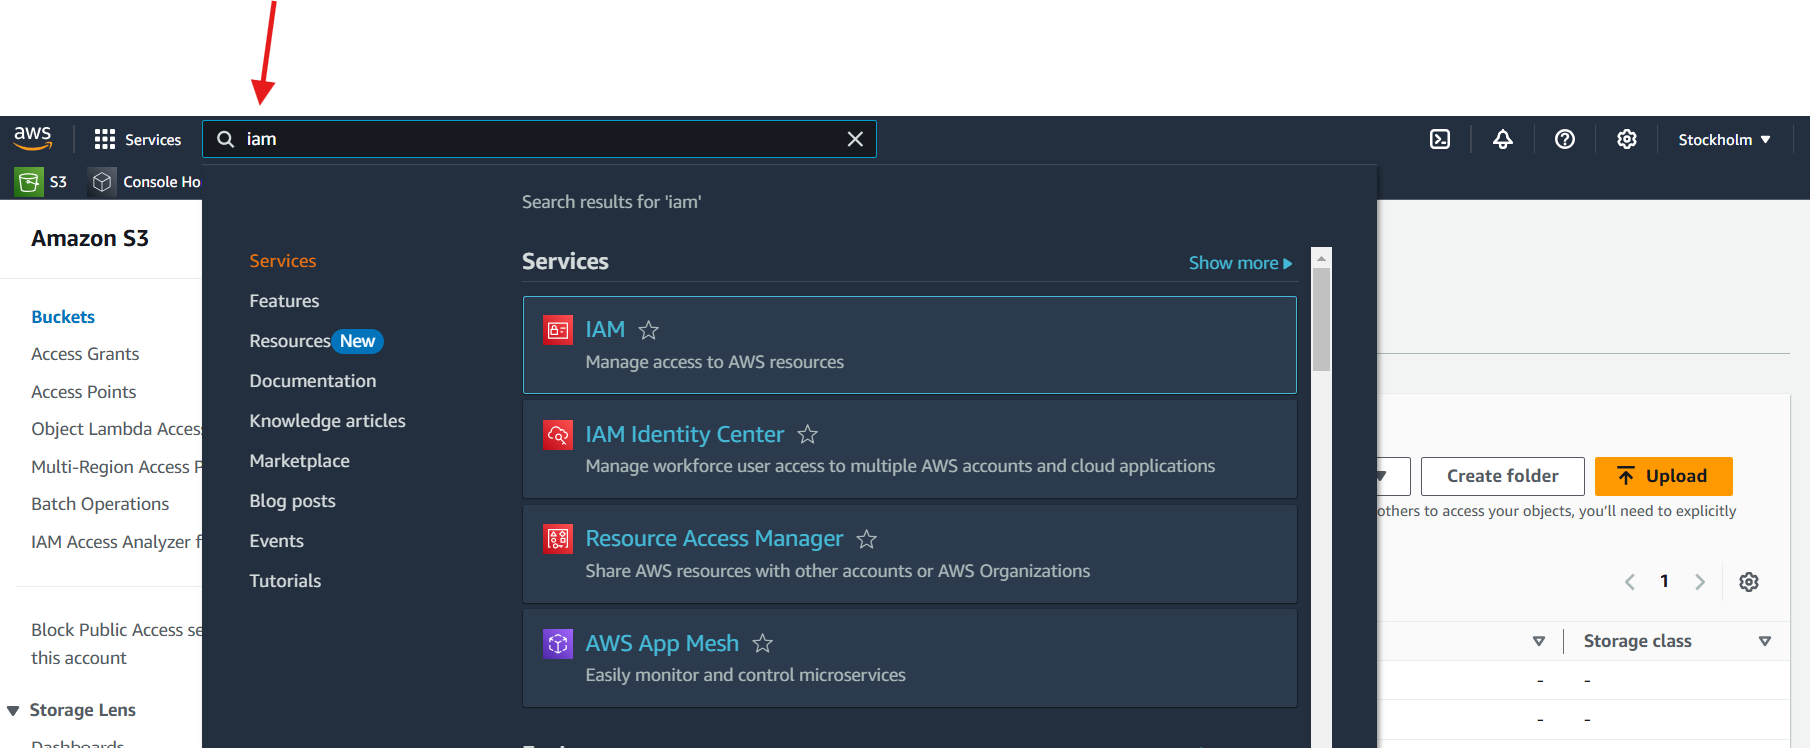 aws
Services
iam
Stockholm
S3
Console Ho
Amazon S3
Buckets
Access Grants
Access Points
Object Lambda Acces
Multi-Region Access P
Batch Operations
IAM Access Analyzer f
Block Public Access se
this account
Storage Lens
Dashboards
Search results for 'iam'
Services
Features
Resources New
Documentation
Knowledge articles
Marketplace
Blog posts
Events
Tutorials
Services
Show more
IAM
Manage access to AWS resources
IAM Identity Center
Manage workforce user access to multiple AWS accounts and cloud applications
Resource Access Manager
Share AWS resources with other accounts or AWS Organizations
AWS App Mesh
Easily monitor and control microservices
Create folder
Upload
others to access your objects, you'll need to explicitly
1
Storage class
- -
- -